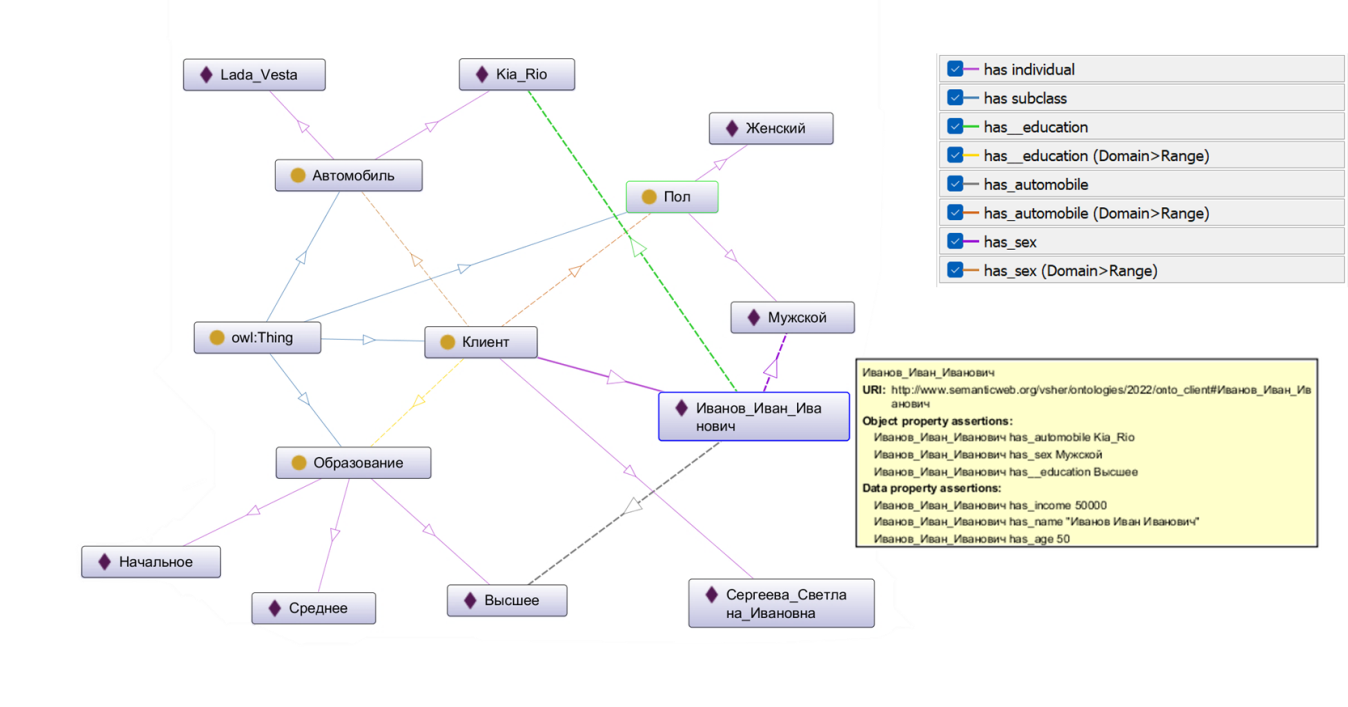 Lada_Vesta
Kia_Rio
Женский
Автомобиль
Пол
Мужской
owl:Thing
Клиент
Иванов_Иван_Ива
нович
Образование
Начальное
Среднее
Высшее
Сергеева_Светла
на_Ивановна
has individual
has subclass
has__education
has__education (Domain>Range)
has_automobile
has_automobile (Domain>Range)
has_sex
has_sex (Domain>Range)
Иванов_Иван_Иванович
URI: http://www.semanticweb.org/vsher/ontologies/2022/onto_client#Иванов_Иван_Ив
анович
Object property assertions:
Иванов_Иван_Иванович has_automobile Kia_Rio
Иванов_Иван_Иванович has_sex Мужской
Иванов_Иван_Иванович has__education Высшее
Data property assertions:
Иванов_Иван_Иванович has_income 50000
Иванов_Иван_Иванович has_name "Иванов Иван Иванович"
Иванов_Иван_Иванович has_age 50